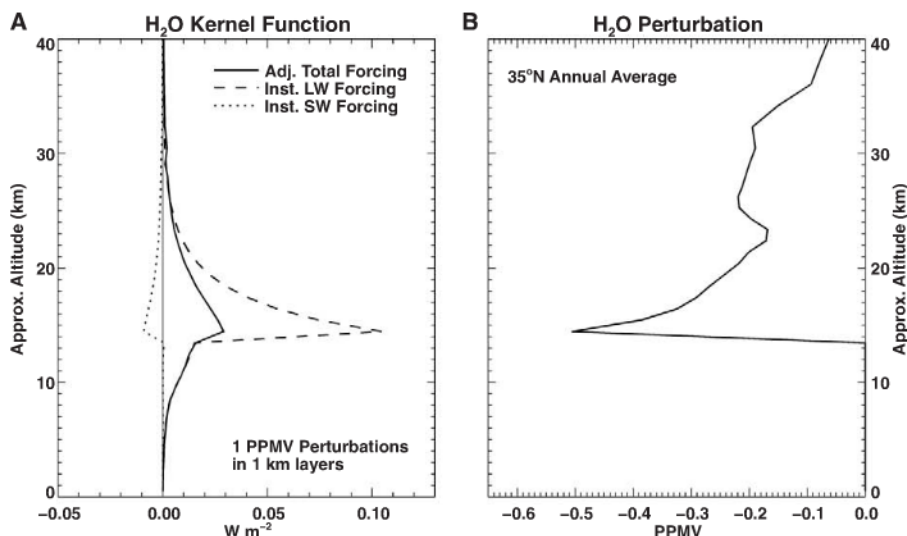 A
H₂O Kernel Function
40
30
20
10
0
Approx. Altitude (km)
Adj. Total Forcing
Inst. LW Forcing
Inst. SW Forcing
1 PPMV Perturbations
in 1 km layers
−0.05
0.00
0.05
0.10
W m⁻²
B
H₂O Perturbation
35°N Annual Average
40
30
20
10
0
Approx. Altitude (km)
−0.6
−0.5
−0.4
−0.3
−0.2
−0.1
0.0
PPMV